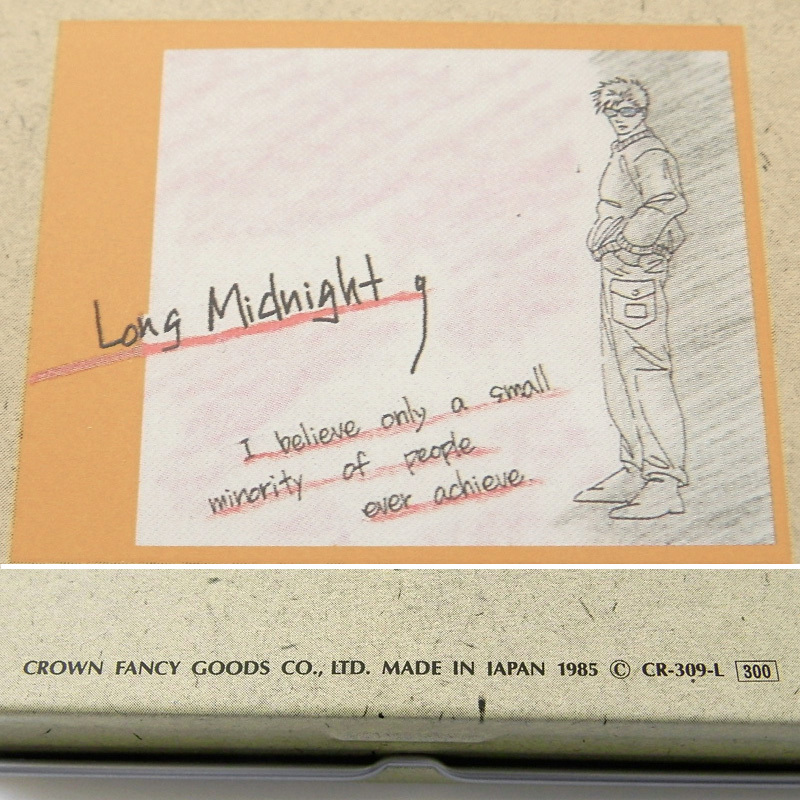 Long Midnight,
I believe only a small
minority of people
ever achieve.
CROWN FANCY GOODS CO., LTD. MADE IN JAPAN 1985 © CR-309-L 300